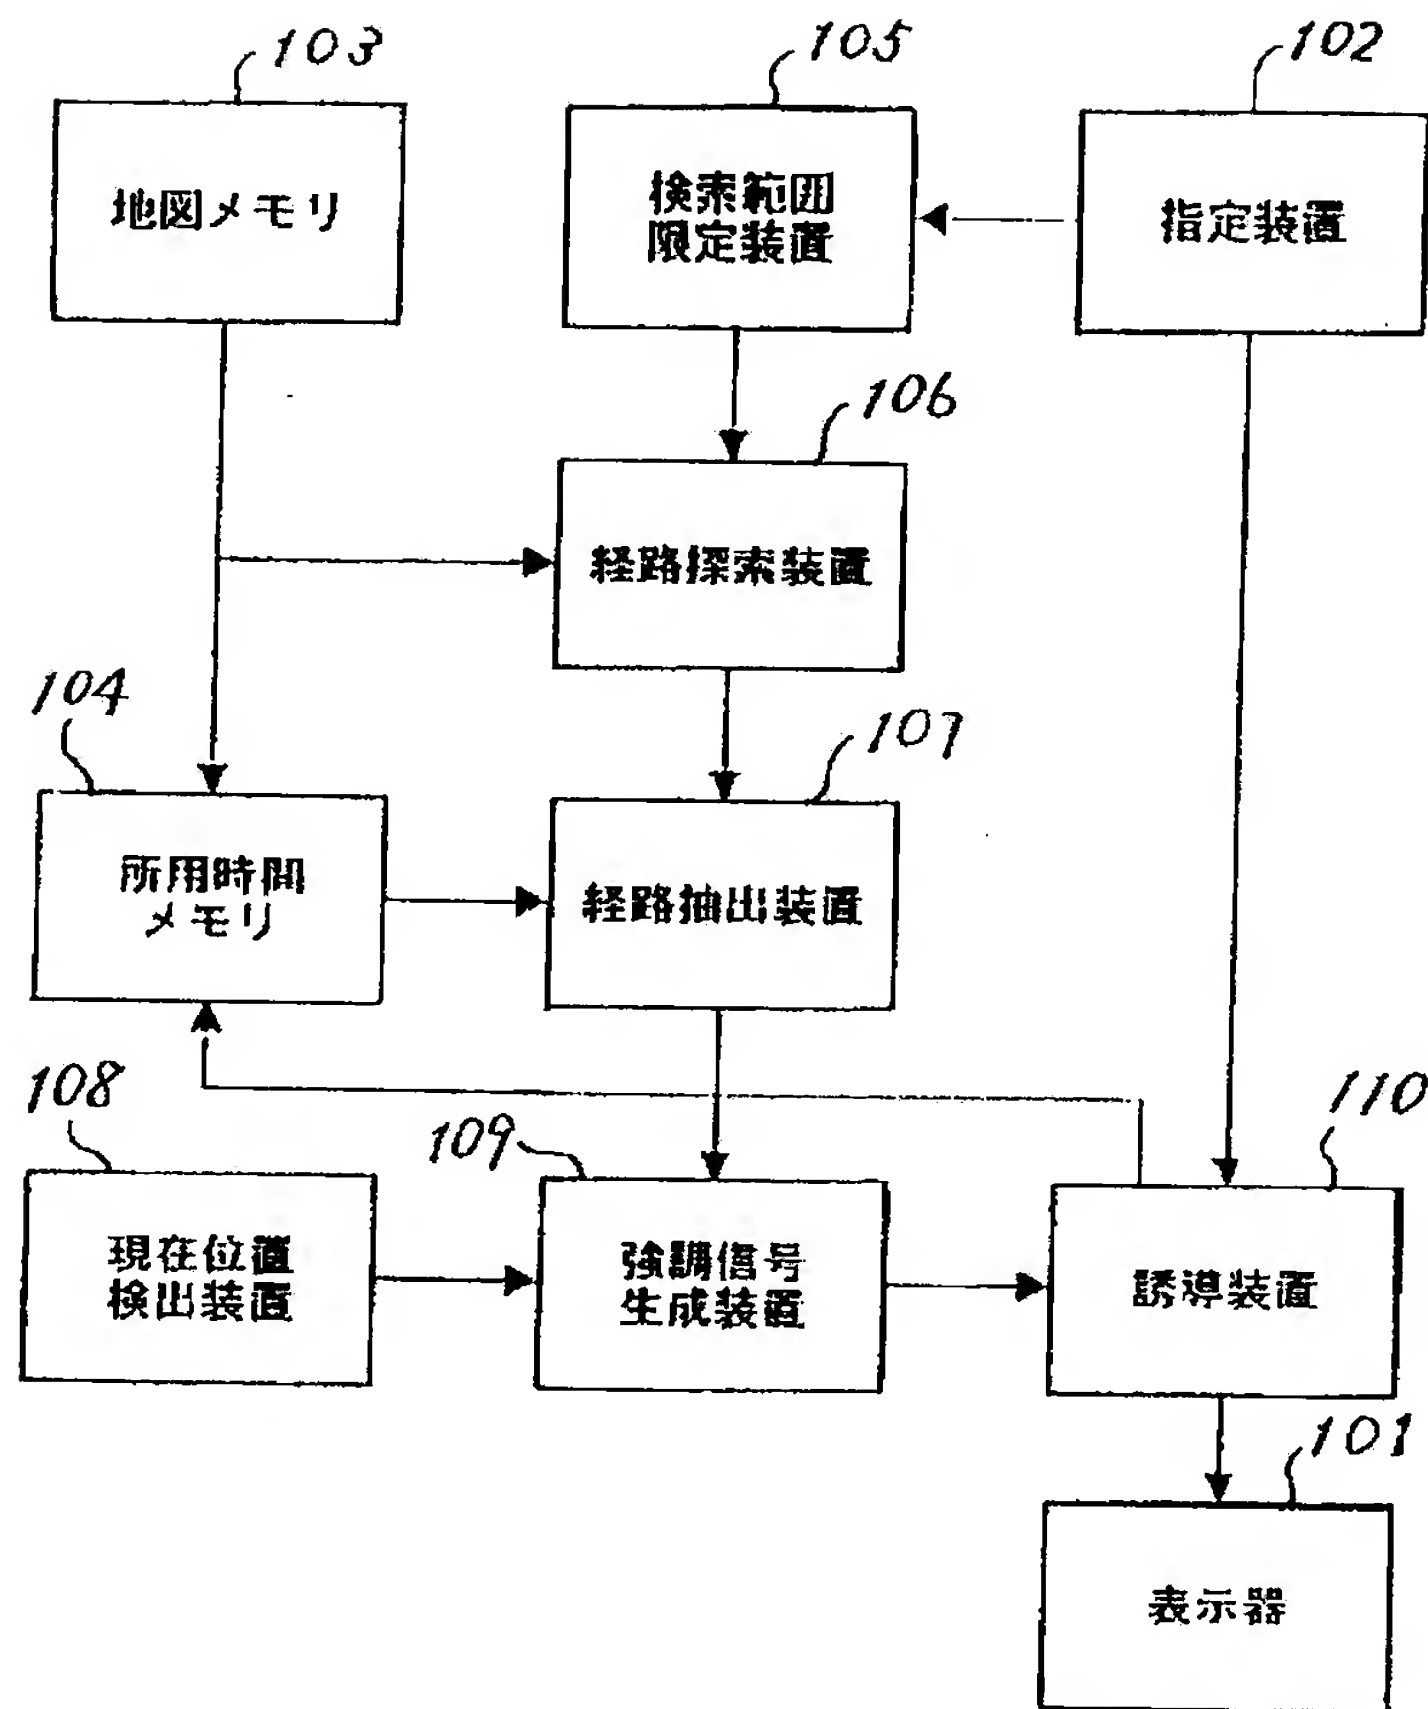 103
105
102
地図メモリ
検索範囲
限定装置
指定装置
106
経路探索装置
104
107
所用時間
メモリ
経路抽出装置
108
109
110
現在位置
検出装置
強調信号
生成装置
誘導装置
101
表示器